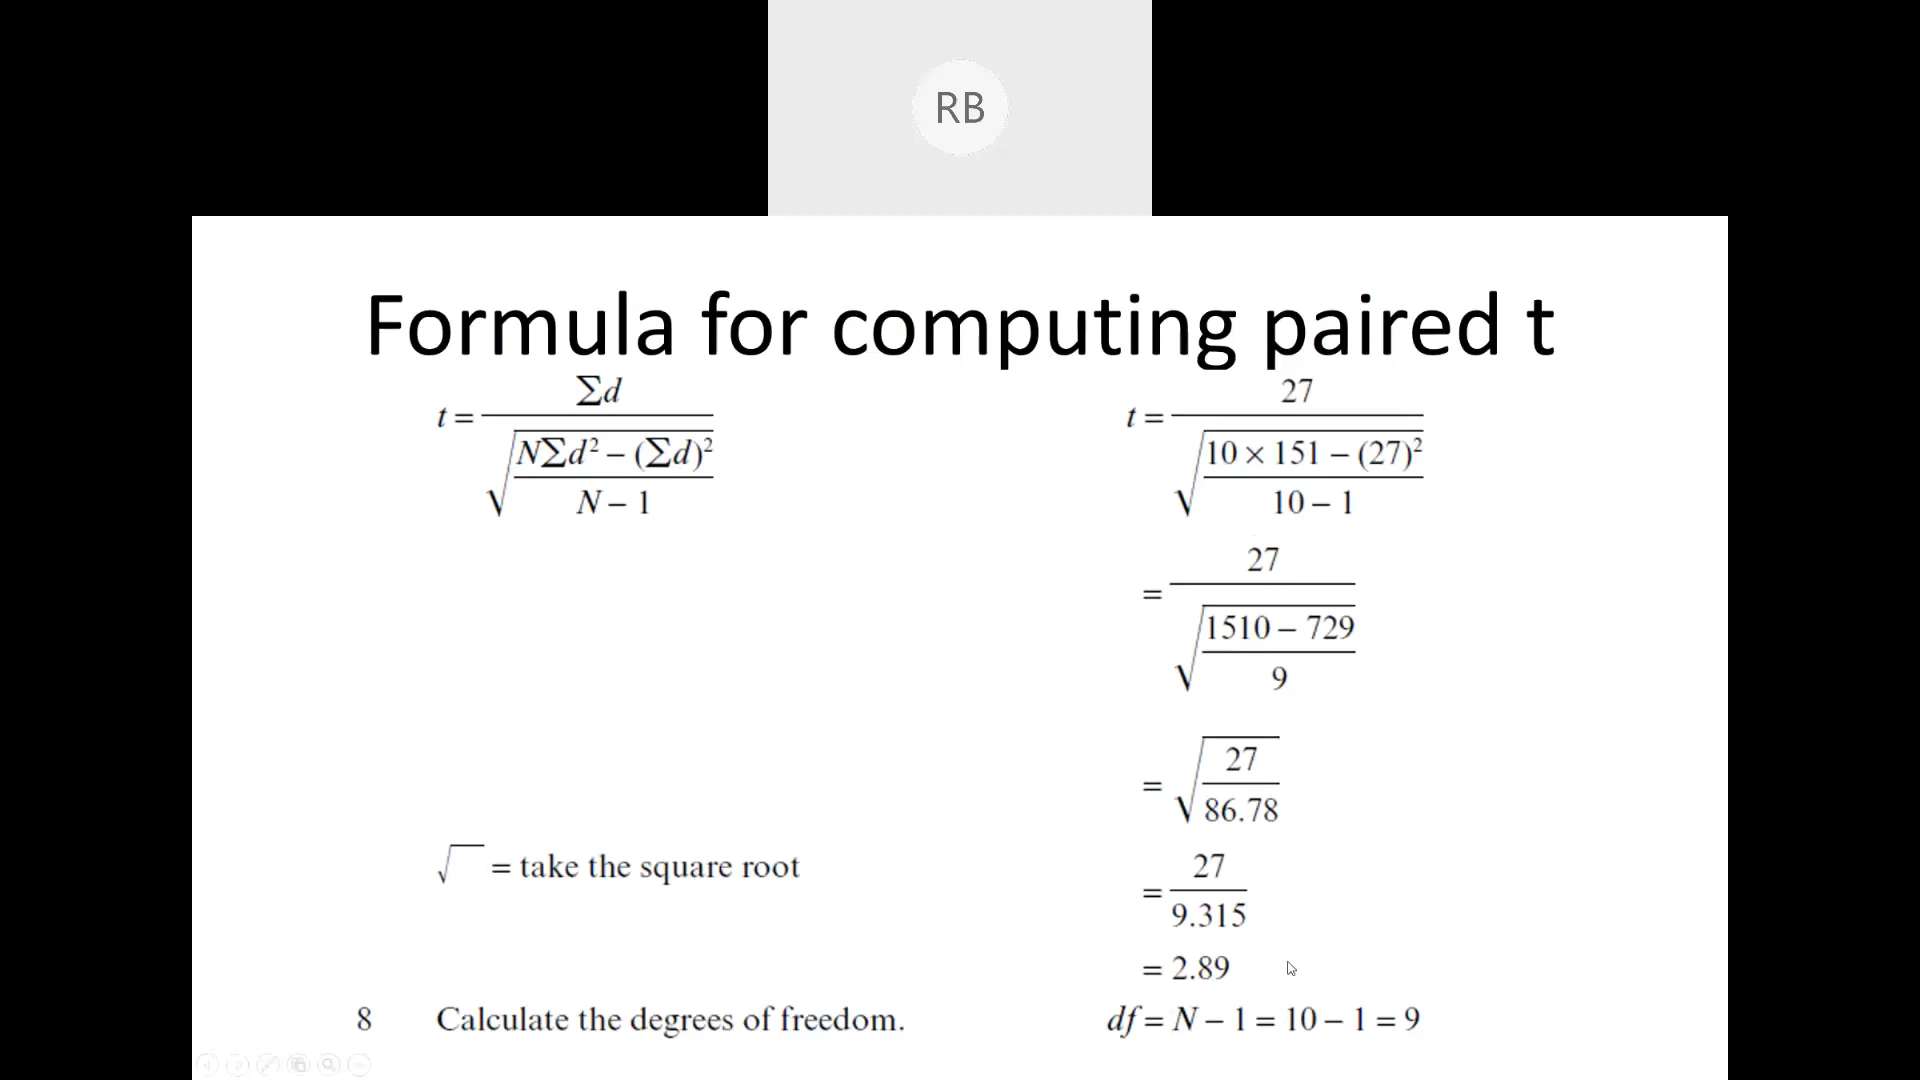 RB
Formula for computing paired t
t = Σd / √((NΣd² – (Σd)²) / (N – 1))
t = 27 / √((10 × 151 – (27)²) / (10 – 1))
= 27 / √((1510 – 729) / 9)
= √(27 / 86.78)
√ = take the square root
= 27 / 9.315
= 2.89
8 Calculate the degrees of freedom.
df = N – 1 = 10 – 1 = 9